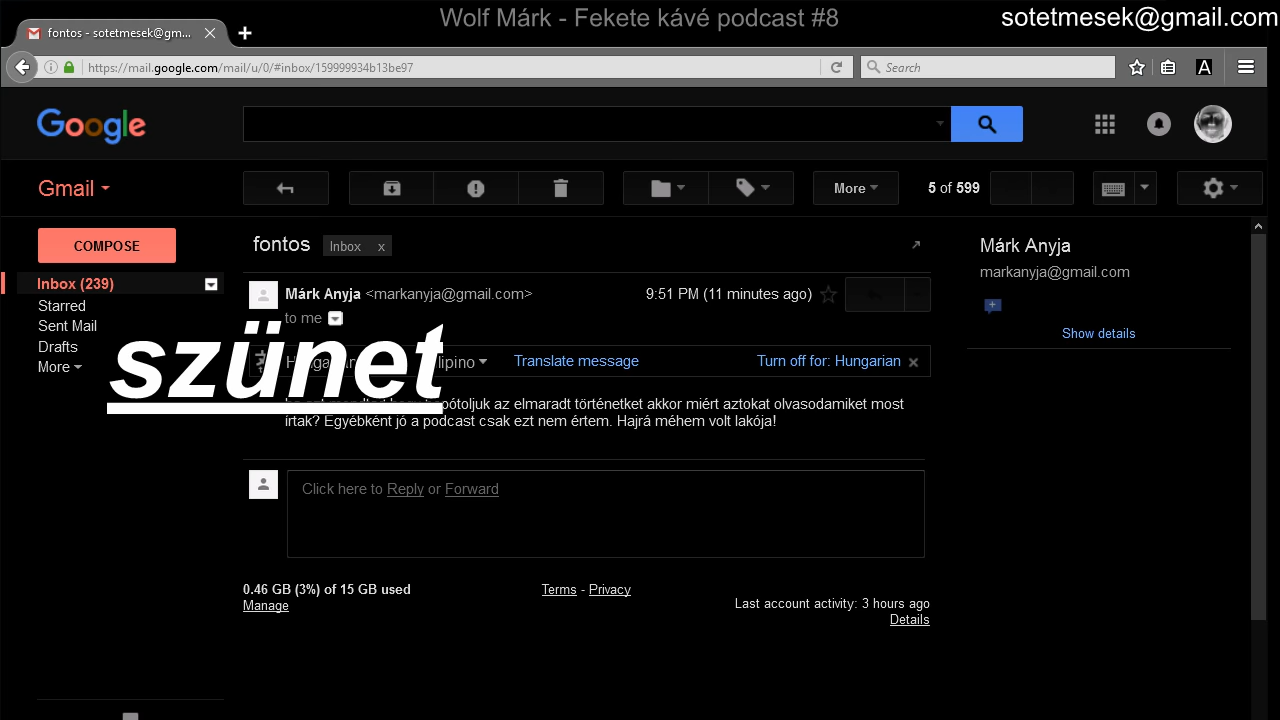 Wolf Márk - Fekete kávé podcast #8
sotetmesek@gmail.com
fontos - sotetmesek@gm...
https://mail.google.com/mail/u/0/#inbox/159999934b13be97
Search
Google
Gmail
More
5 of 599
COMPOSE
fontos
Inbox x
Márk Anyja
markanyja@gmail.com
Show details
Inbox (239)
Starred
Sent Mail
Drafts
More
Márk Anyja <markanyja@gmail.com>
9:51 PM (11 minutes ago)
to me
szünet
Translate message
Turn off for: Hungarian
az elmaradt történetket akkor miért aztokat olvasodamiket most
írtak? Egyébként jó a podcast csak ezt nem értem. Hajrá méhem volt lakója!
Click here to Reply or Forward
0.46 GB (3%) of 15 GB used
Manage
Terms - Privacy
Last account activity: 3 hours ago
Details